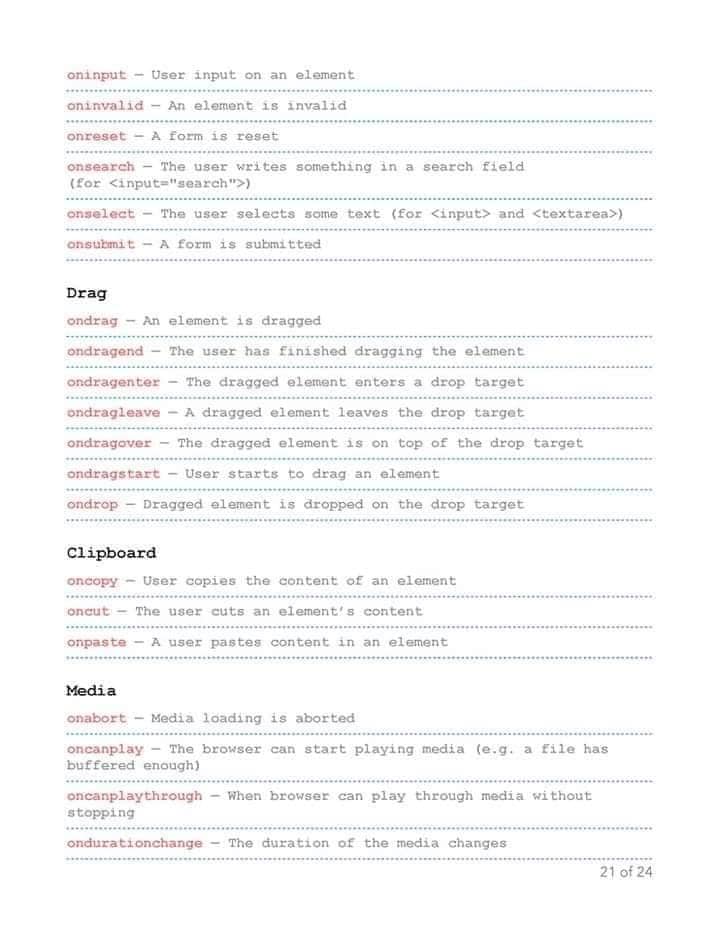 oninput — User input on an element
oninvalid — An element is invalid
onreset — A form is reset
onsearch — The user writes something in a search field
(for <input="search">)
onselect — The user selects some text (for <input> and <textarea>)
onsubmit — A form is submitted
Drag
ondrag — An element is dragged
ondragend — The user has finished dragging the element
ondragenter — The dragged element enters a drop target
ondragleave — A dragged element leaves the drop target
ondragover — The dragged element is on top of the drop target
ondragstart — User starts to drag an element
ondrop — Dragged element is dropped on the drop target
Clipboard
oncopy — User copies the content of an element
oncut — The user cuts an element's content
onpaste — A user pastes content in an element
Media
onabort — Media loading is aborted
oncanplay — The browser can start playing media (e.g. a file has
buffered enough)
oncanplaythrough — When browser can play through media without
stopping
ondurationchange — The duration of the media changes
21 of 24